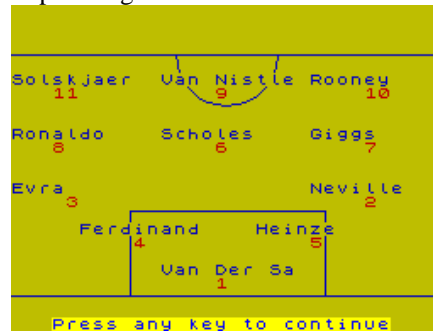 Solskjaer Van Nistle Rooney
11 9 10
Ronaldo Scholes Giggs
8 6 7
Evra Neville
3 2
Ferdinand Heinze
4 5
Van Der Sa
1
Press any key to continue